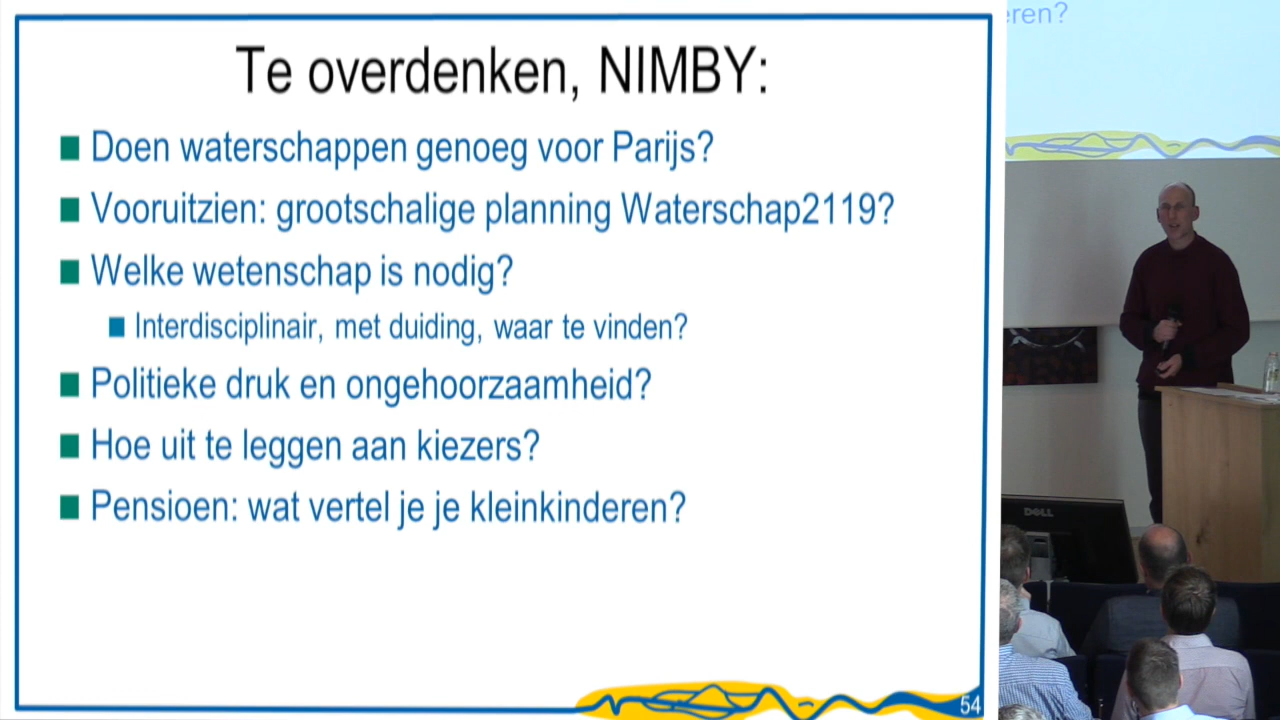 Te overdenken, NIMBY:
Doen waterschappen genoeg voor Parijs?
Vooruitzien: grootschalige planning Waterschap2119?
Welke wetenschap is nodig?
Interdisciplinair, met duiding, waar te vinden?
Politieke druk en ongehoorzaamheid?
Hoe uit te leggen aan kiezers?
Pensioen: wat vertel je je kleinkinderen?
54
eren?
DELL